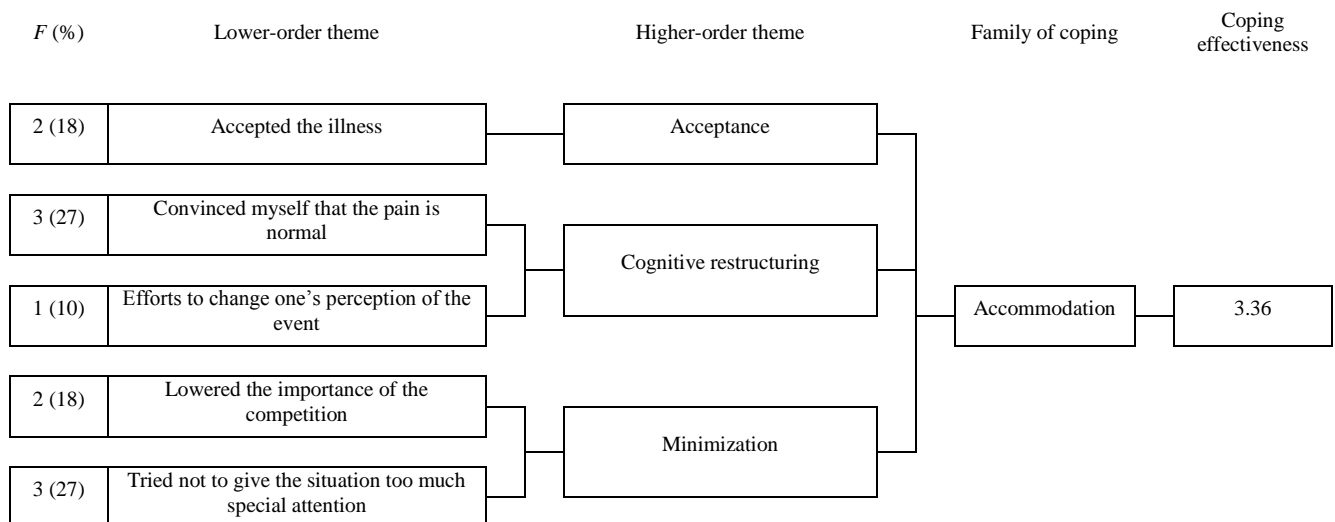 F (%)
Lower-order theme
Higher-order theme
Family of coping
Coping
effectiveness
2 (18)
Accepted the illness
Acceptance
3 (27)
Convinced myself that the pain is
normal
Cognitive restructuring
1 (10)
Efforts to change one’s perception of the
event
Accommodation
3.36
2 (18)
Lowered the importance of the
competition
Minimization
3 (27)
Tried not to give the situation too much
special attention